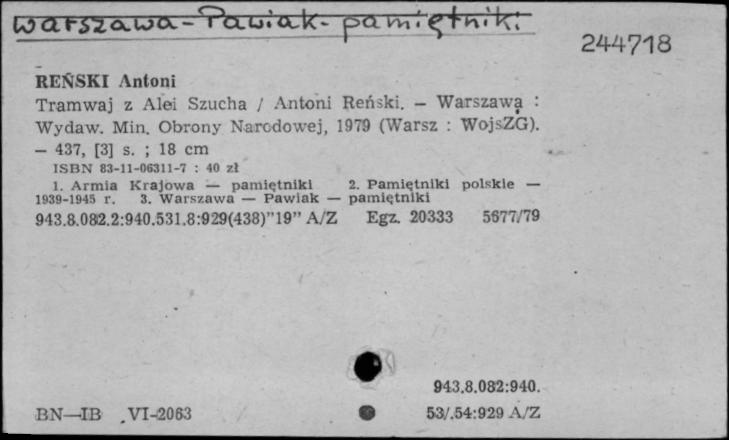 Warszawa - Pawiak - pamiętniki
244718
REŃSKI Antoni
Tramwaj z Alei Szucha / Antoni Reński. — Warszawa :
Wydaw. Min. Obrony Narodowej, 1979 (Warsz : WojsZG).
— 437, [3] s. ; 18 cm
ISBN 83-11-06311-7 : 40 zł
1. Armia Krajowa — pamiętniki 2. Pamiętniki polskie —
1939-1945 r. 3. Warszawa — Pawiak — pamiętniki
943.8.082.2:940.531.8:929(438)"19" A/Z Egz. 20333 5677/79
943.8.082:940.
BN—IB VI-2063 53/.54:929 A/Z